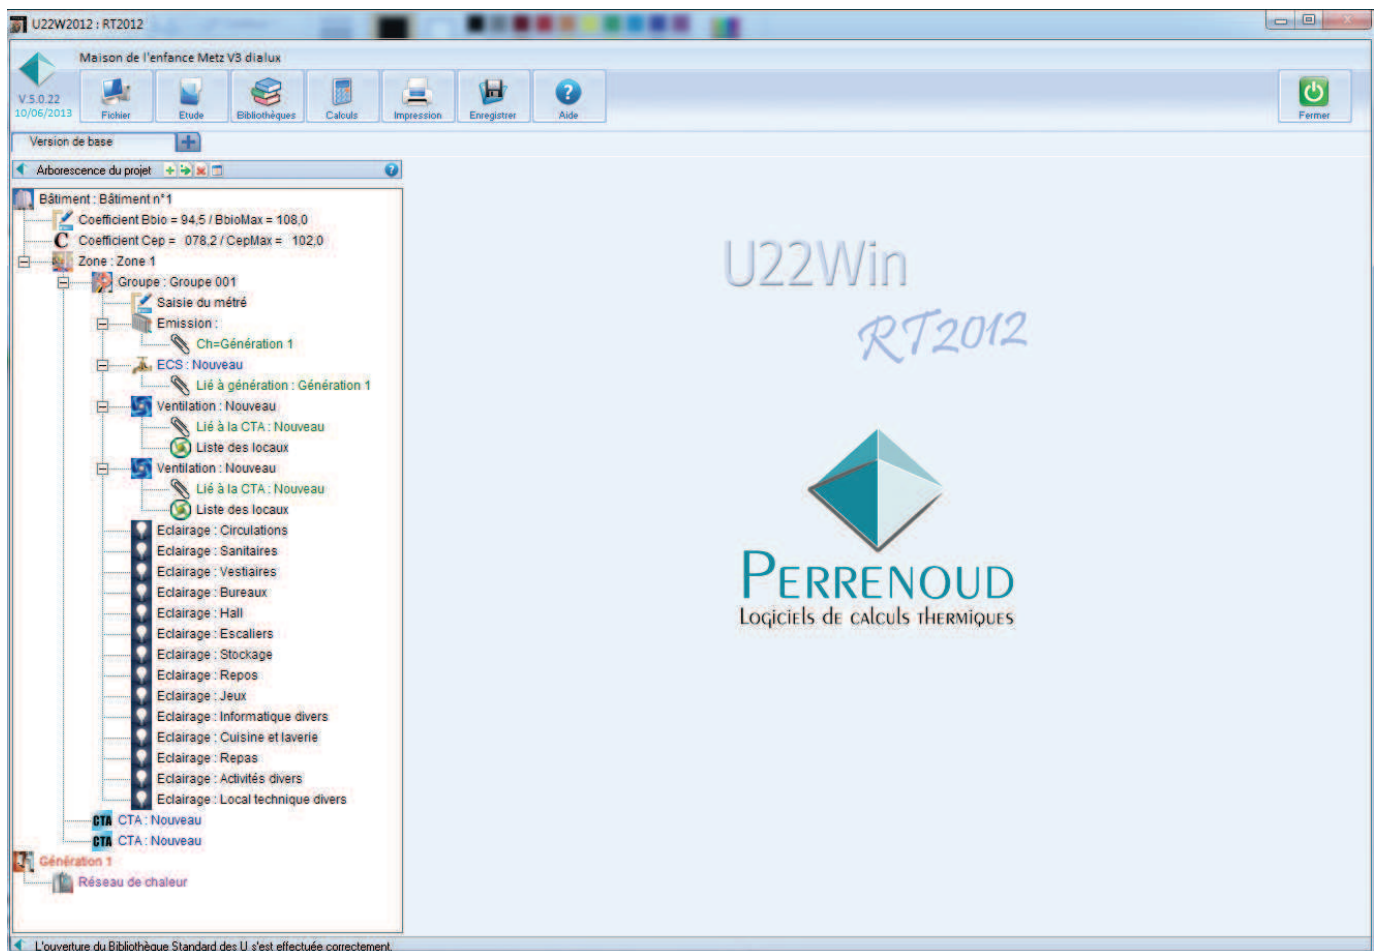 U22W2012 : RT2012
Maison de l'enfance Metz V3 dialux
V.5.0.22
10/06/2013
Fichier
Etude
Bibliothèques
Calculs
Impression
Enregistrer
Aide
Fermer
Version de base
Arborescence du projet
Bâtiment : Bâtiment n°1
Coefficient Bbio = 94,5 / BbioMax = 108,0
C Coefficient Cep = 078,2 / CepMax = 102,0
Zone : Zone 1
Groupe : Groupe 001
Saisie du métré
Emission :
Ch=Génération 1
ECS : Nouveau
Lié à génération : Génération 1
Ventilation : Nouveau
Lié à la CTA : Nouveau
Liste des locaux
Ventilation : Nouveau
Lié à la CTA : Nouveau
Liste des locaux
Eclairage : Circulations
Eclairage : Sanitaires
Eclairage : Vestiaires
Eclairage : Bureaux
Eclairage : Hall
Eclairage : Escaliers
Eclairage : Stockage
Eclairage : Repos
Eclairage : Jeux
Eclairage : Informatique divers
Eclairage : Cuisine et laverie
Eclairage : Repas
Eclairage : Activités divers
Eclairage : Local technique divers
CTA CTA : Nouveau
CTA CTA : Nouveau
Génération 1
Réseau de chaleur
U22Win
RT2012
PERRENOUD
Logiciels de calculs thermiques
L'ouverture du Bibliothèque Standard des U s'est effectuée correctement.